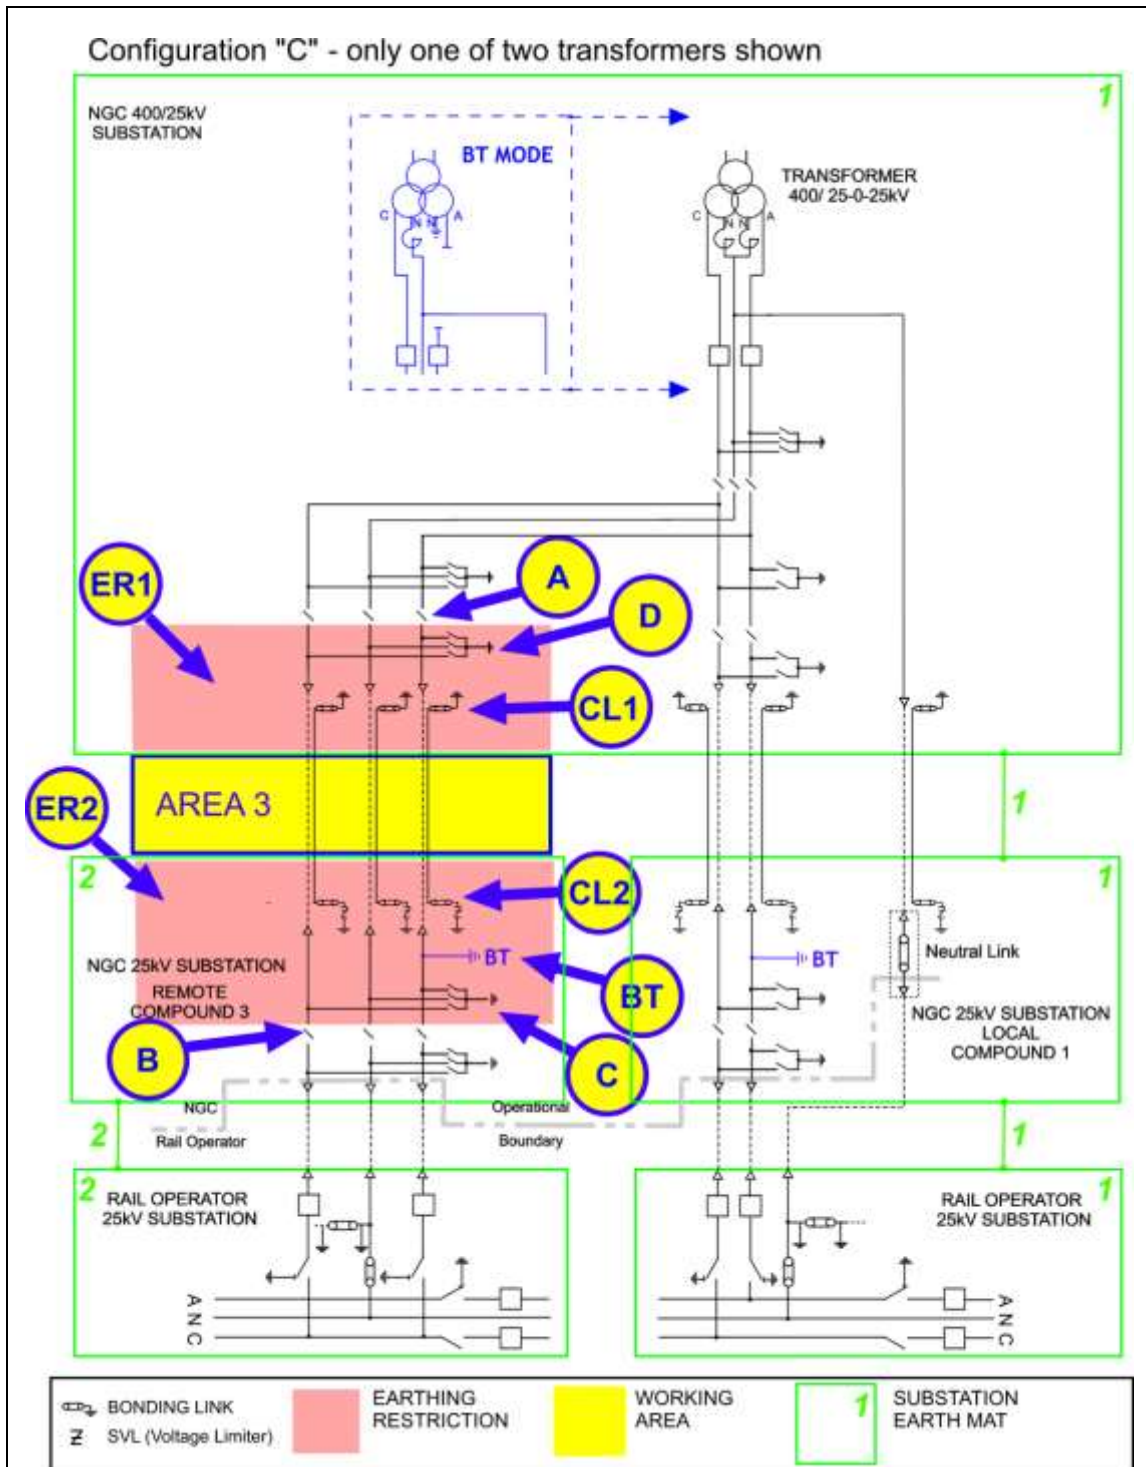 Configuration "C" - only one of two transformers shown
1
NGC 400/25kV
SUBSTATION
BT MODE
C
N
N
A
TRANSFORMER
400/ 25-0-25kV
C
N
N
A
ER1
A
D
CL1
ER2
AREA 3
1
2
CL2
1
BT
BT
Neutral Link
NGC 25kV SUBSTATION
REMOTE
COMPOUND 3
BT
NGC 25kV SUBSTATION
LOCAL
COMPOUND 1
B
C
NGC
Operational
2
Rail Operator
Boundary
1
2
RAIL OPERATOR
25kV SUBSTATION
RAIL OPERATOR
25kV SUBSTATION
1
A
N
C
A
N
C
BONDING LINK
SVL (Voltage Limiter)
EARTHING
RESTRICTION
WORKING
AREA
1
SUBSTATION
EARTH MAT